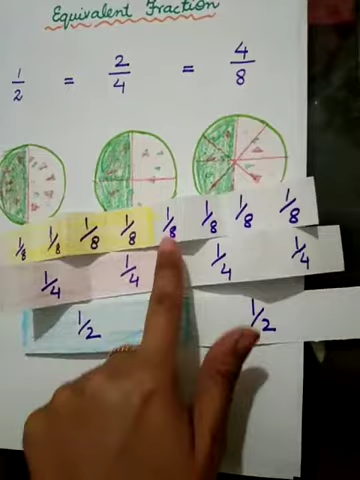 Equivalent Fraction
1/2 = 2/4 = 4/8
1/8 1/8 1/8 1/8 1/8 1/8 1/8 1/8
1/4 1/4 1/4 1/4
1/2 1/2